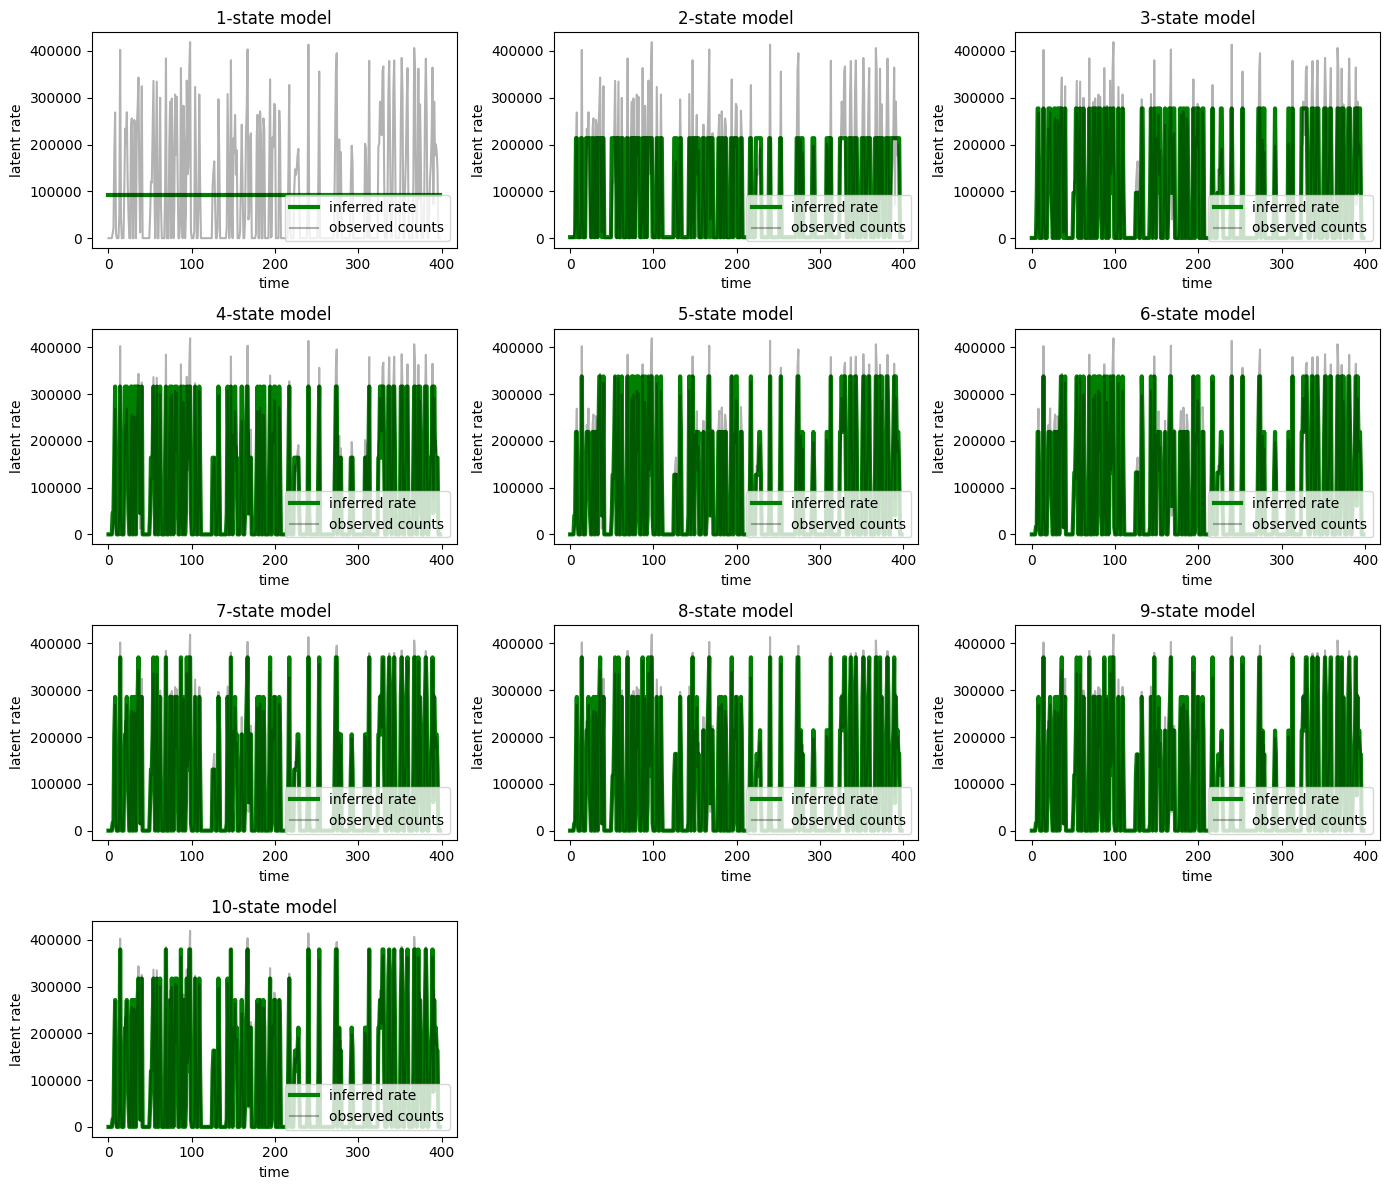 1-state model
latent rate
400000
300000
200000
100000
0
inferred rate
observed counts
0 100 200 300 400
time
2-state model
latent rate
400000
300000
200000
100000
0
inferred rate
observed counts
0 100 200 300 400
time
3-state model
latent rate
400000
300000
200000
100000
0
inferred rate
observed counts
0 100 200 300 400
time
4-state model
latent rate
400000
300000
200000
100000
0
inferred rate
observed counts
0 100 200 300 400
time
5-state model
latent rate
400000
300000
200000
100000
0
inferred rate
observed counts
0 100 200 300 400
time
6-state model
latent rate
400000
300000
200000
100000
0
inferred rate
observed counts
0 100 200 300 400
time
7-state model
latent rate
400000
300000
200000
100000
0
inferred rate
observed counts
0 100 200 300 400
time
8-state model
latent rate
400000
300000
200000
100000
0
inferred rate
observed counts
0 100 200 300 400
time
9-state model
latent rate
400000
300000
200000
100000
0
inferred rate
observed counts
0 100 200 300 400
time
10-state model
latent rate
400000
300000
200000
100000
0
inferred rate
observed counts
0 100 200 300 400
time